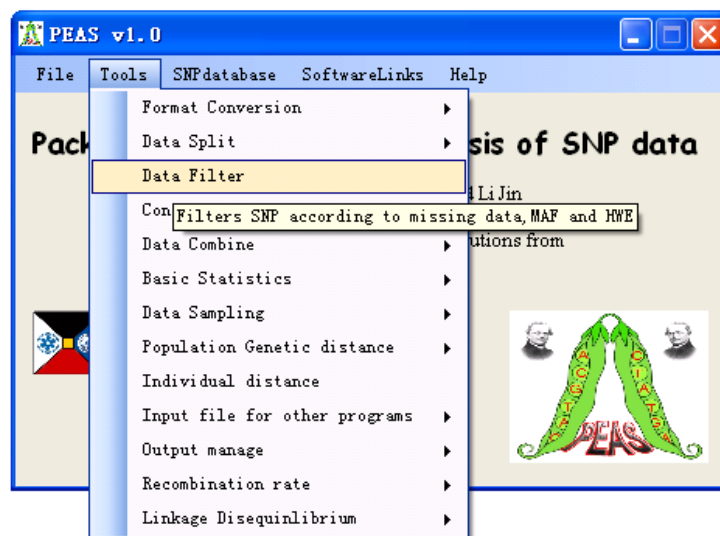 PEAS v1.0
File Tools SNPdatabase SoftwareLinks Help
Format Conversion
Pack
sis of SNP data
Data Split
Data Filter
Li Jin
Con
Filters SNP according to missing data, MAF and HWE
Data Combine
utions from
Basic Statistics
Data Sampling
Population Genetic distance
Individual distance
Input file for other programs
PEAS
Output manage
Recombination rate
Linkage Disequinlibrium